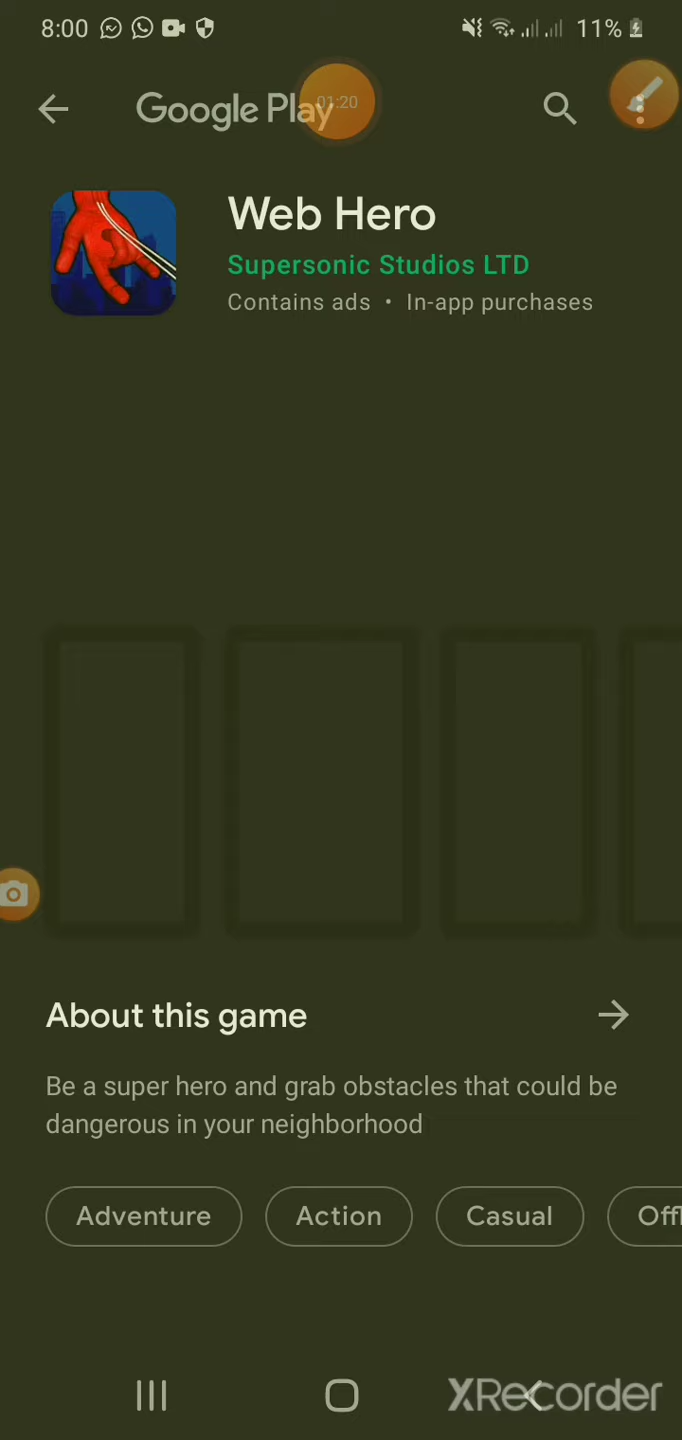 8:00
11%
Google Play
01:20
Web Hero
Supersonic Studios LTD
Contains ads • In-app purchases
About this game
Be a super hero and grab obstacles that could be
dangerous in your neighborhood
Adventure
Action
Casual
Offl
XRecorder